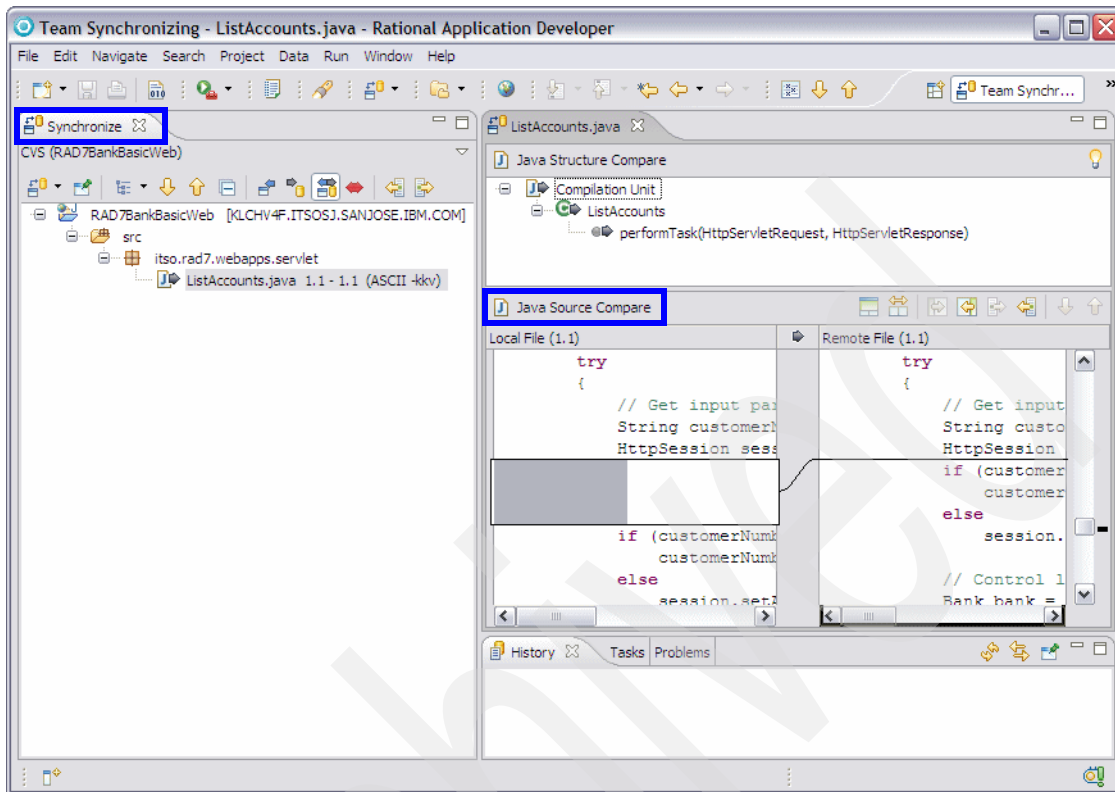 Team Synchronizing - ListAccounts.java - Rational Application Developer
File Edit Navigate Search Project Data Run Window Help
010
Team Synchr...
Synchronize
CVS (RAD7BankBasicWeb)
RAD7BankBasicWeb [KLCHV4F.ITSOSJ.SANJOSE.IBM.COM]
src
itso.rad7.webapps.servlet
ListAccounts.java 1.1 - 1.1 (ASCII -kkv)
ListAccounts.java
Java Structure Compare
Compilation Unit
ListAccounts
performTask(HttpServletRequest, HttpServletResponse)
Java Source Compare
Local File (1.1)
try
{
// Get input par
String customerN
HttpSession sess
if (customerNumb
customerNumb
else
session.setA
Remote File (1.1)
try
{
// Get input
String custo
HttpSession
if (customer
customer
else
session.
// Control l
Bank bank =
History Tasks Problems